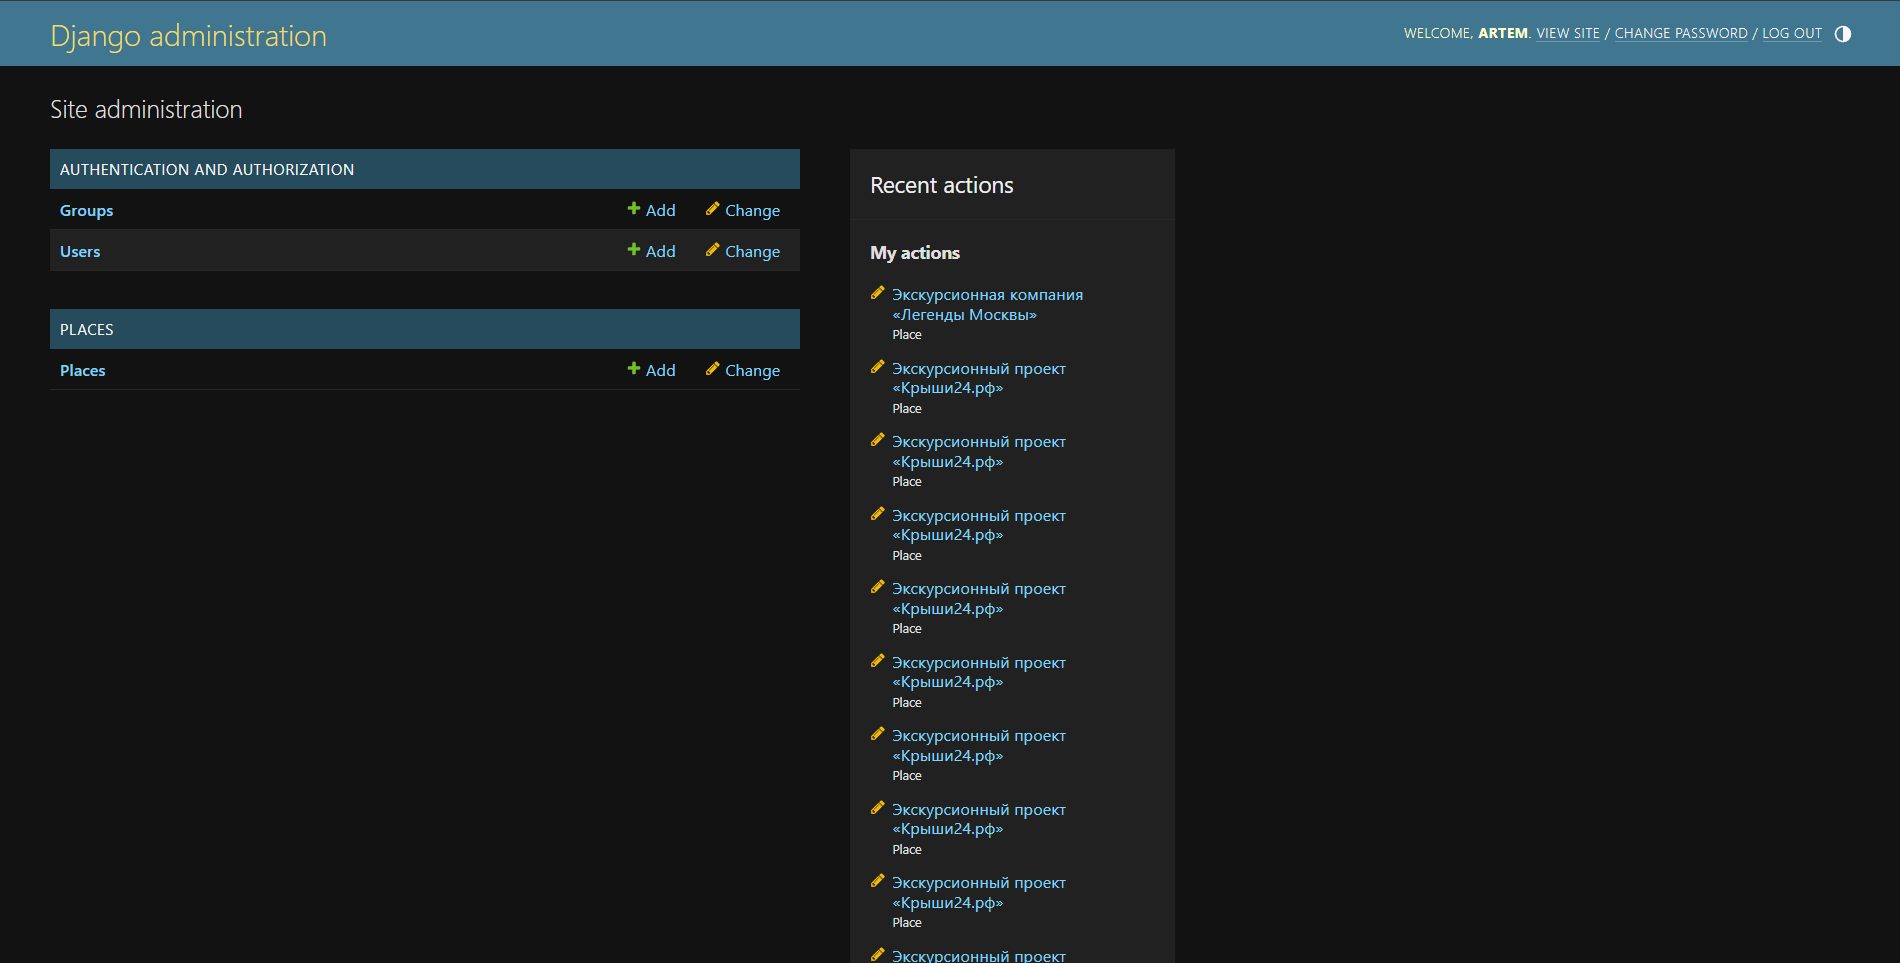 Django administration
WELCOME, ARTEM. VIEW SITE / CHANGE PASSWORD / LOG OUT
Site administration
AUTHENTICATION AND AUTHORIZATION
Groups Add Change
Users Add Change
PLACES
Places Add Change
Recent actions
My actions
Экскурсионная компания
«Легенды Москвы»
Place
Экскурсионный проект
«Крыши24.рф»
Place
Экскурсионный проект
«Крыши24.рф»
Place
Экскурсионный проект
«Крыши24.рф»
Place
Экскурсионный проект
«Крыши24.рф»
Place
Экскурсионный проект
«Крыши24.рф»
Place
Экскурсионный проект
«Крыши24.рф»
Place
Экскурсионный проект
«Крыши24.рф»
Place
Экскурсионный проект
«Крыши24.рф»
Place
Экскурсионный проект